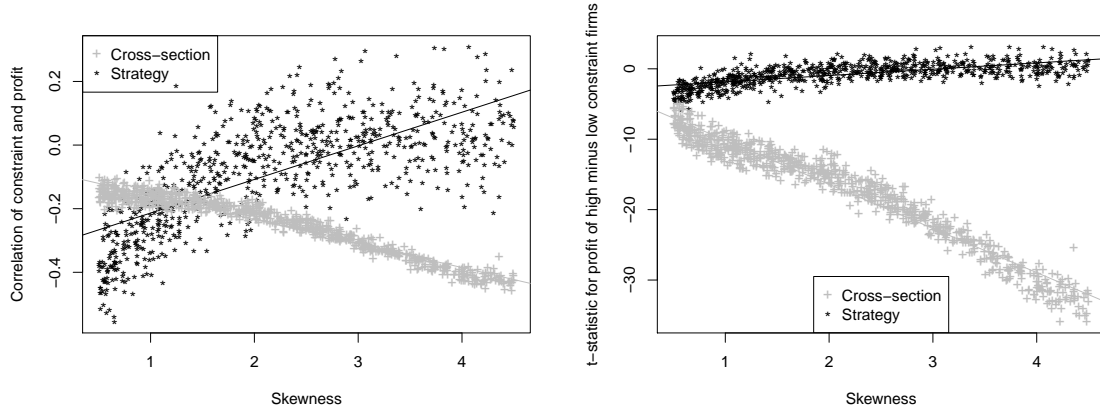 Cross−section
Strategy
Correlation of constraint and profit
0.2
0.0
−0.2
−0.4
1
2
3
4
Skewness
t−statistic for profit of high minus low constraint firms
0
−10
−20
−30
Cross−section
Strategy
1
2
3
4
Skewness